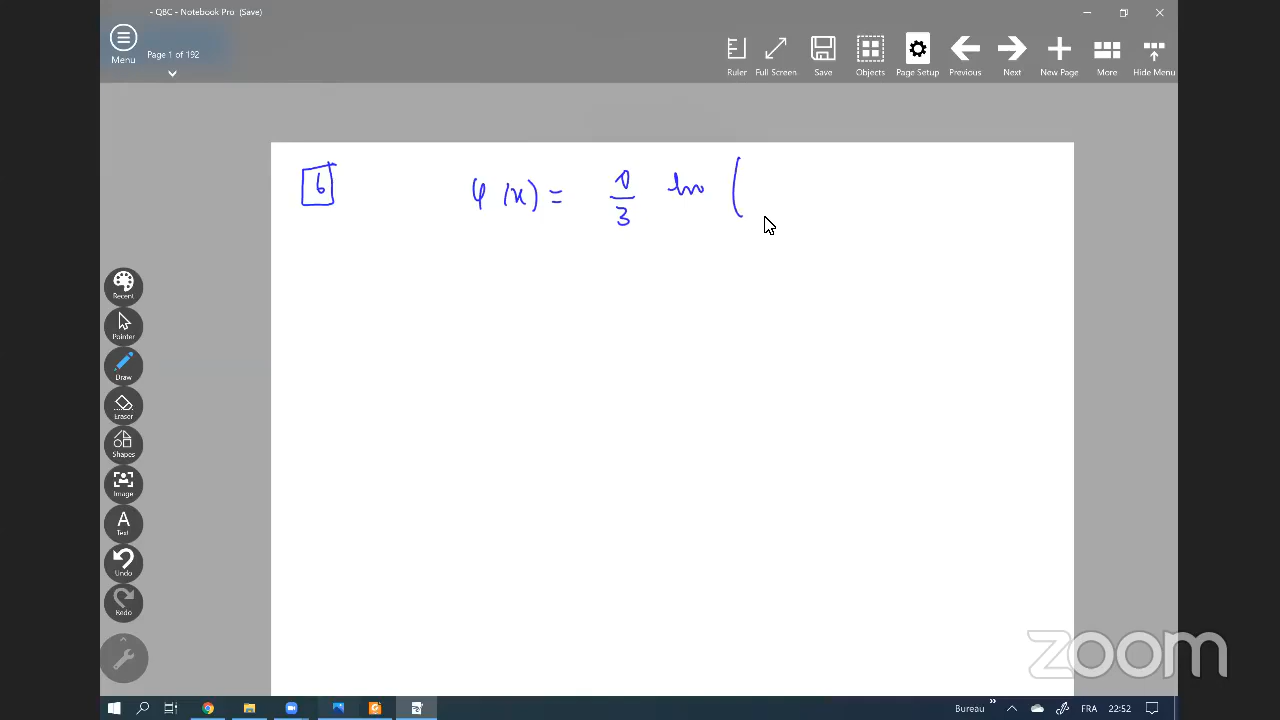 - QBC - Notebook Pro (Save)
Menu
Page 1 of 192
Ruler
Full Screen
Save
Objects
Page Setup
Previous
Next
New Page
More
Hide Menu
6
φ(x) = 1/3 ln (
Recent
Pointer
Draw
Eraser
Shapes
Image
A
Text
Undo
Redo
zoom
Bureau
FRA
22:52